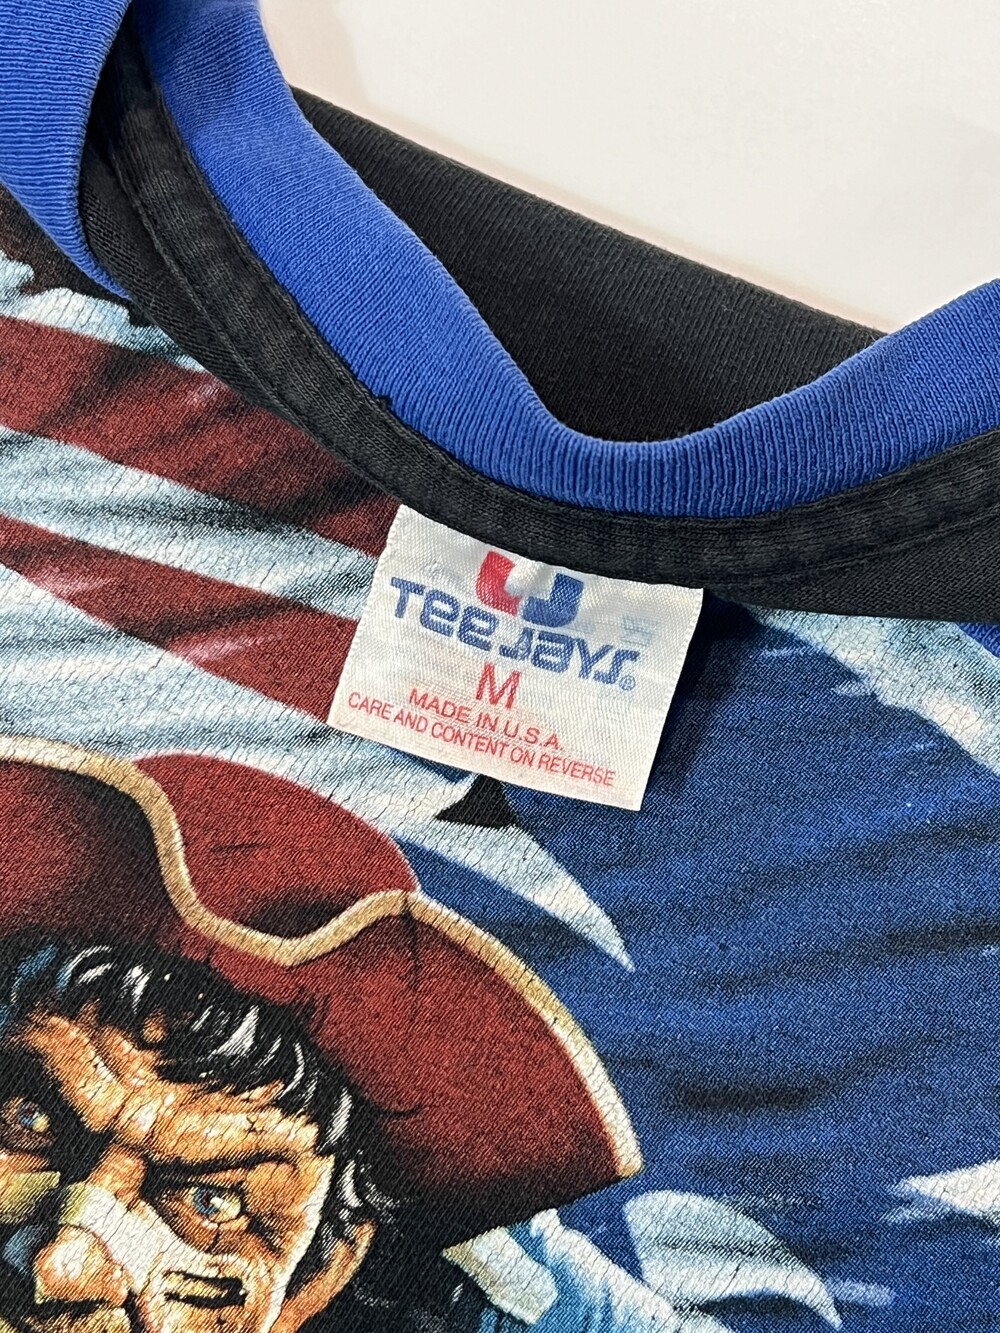 Tee Jays®
M
MADE IN U.S.A.
CARE AND CONTENT ON REVERSE